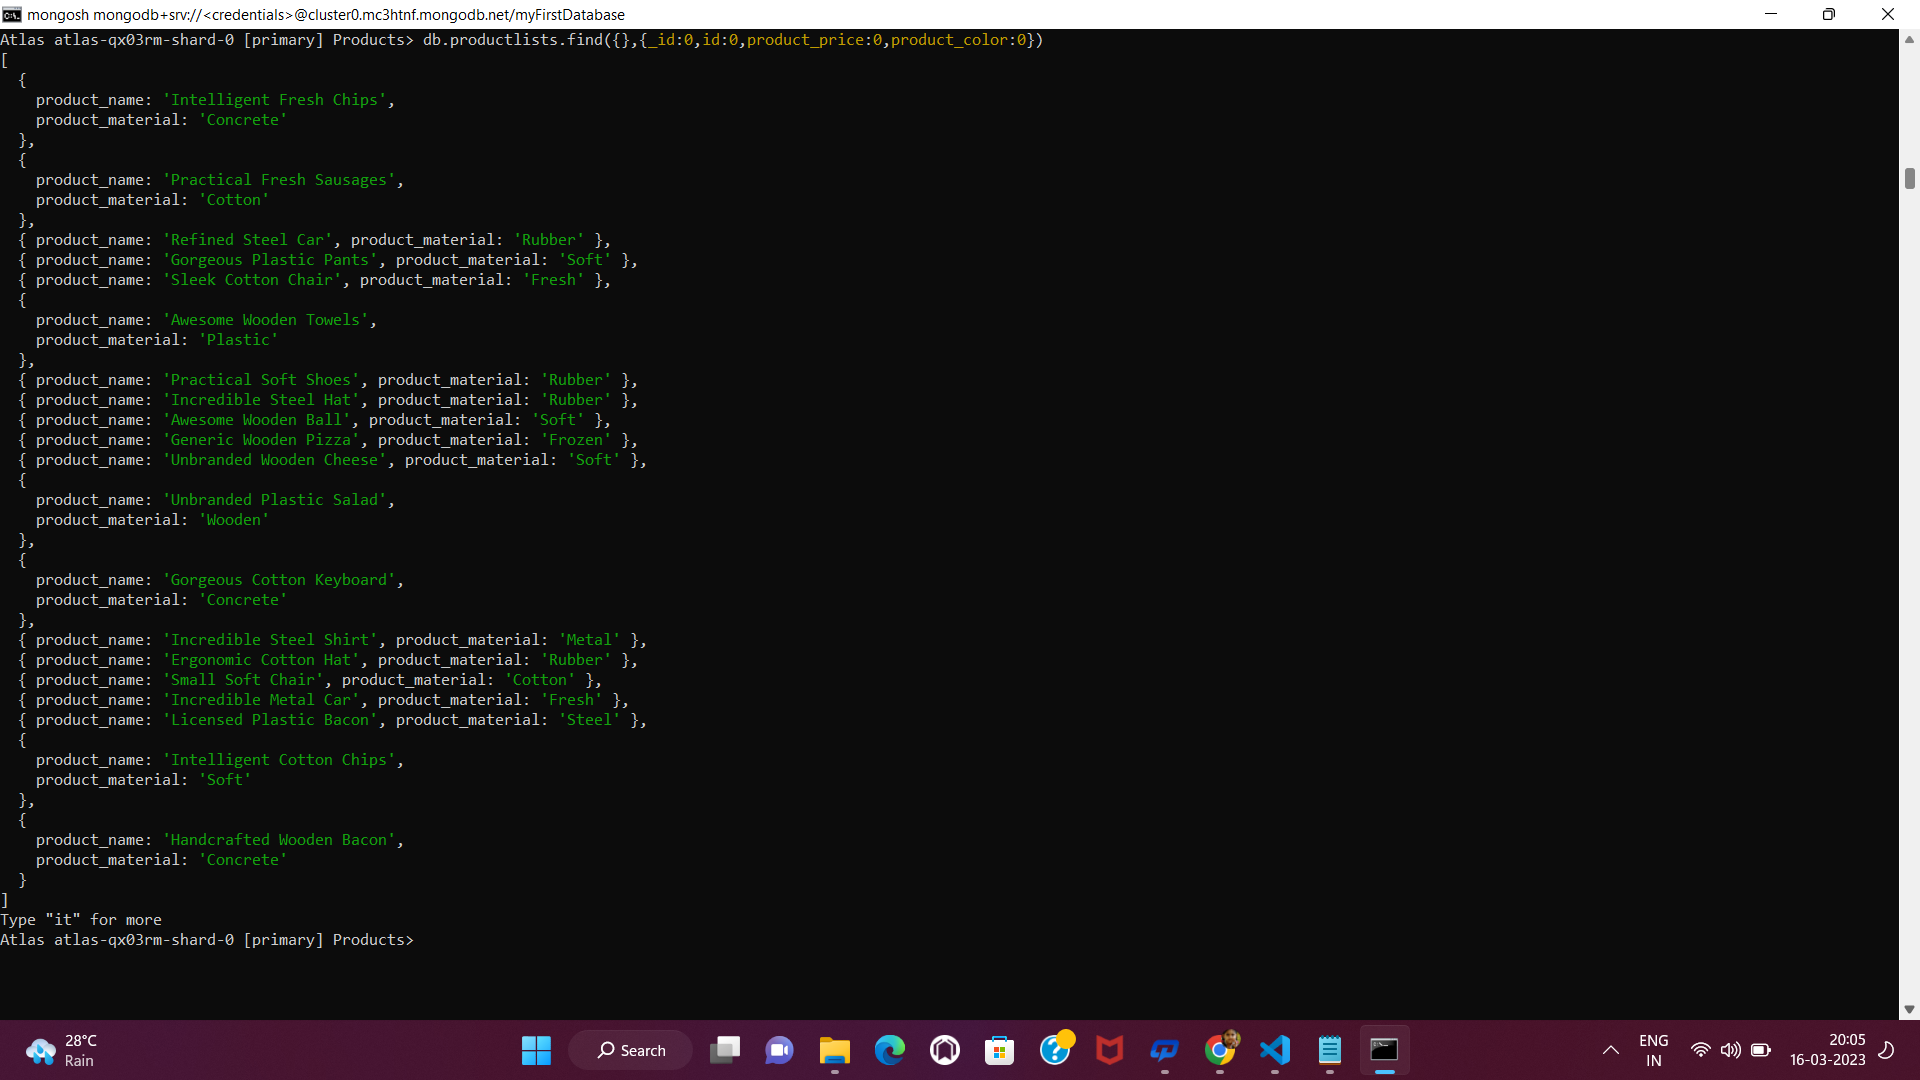 mongosh mongodb+srv://<credentials>@cluster0.mc3htnf.mongodb.net/myFirstDatabase
Atlas atlas-qx03rm-shard-0 [primary] Products> db.productlists.find({},{_id:0,id:0,product_price:0,product_color:0})
[
  {
    product_name: 'Intelligent Fresh Chips',
    product_material: 'Concrete'
  },
  {
    product_name: 'Practical Fresh Sausages',
    product_material: 'Cotton'
  },
  { product_name: 'Refined Steel Car', product_material: 'Rubber' },
  { product_name: 'Gorgeous Plastic Pants', product_material: 'Soft' },
  { product_name: 'Sleek Cotton Chair', product_material: 'Fresh' },
  {
    product_name: 'Awesome Wooden Towels',
    product_material: 'Plastic'
  },
  { product_name: 'Practical Soft Shoes', product_material: 'Rubber' },
  { product_name: 'Incredible Steel Hat', product_material: 'Rubber' },
  { product_name: 'Awesome Wooden Ball', product_material: 'Soft' },
  { product_name: 'Generic Wooden Pizza', product_material: 'Frozen' },
  { product_name: 'Unbranded Wooden Cheese', product_material: 'Soft' },
  {
    product_name: 'Unbranded Plastic Salad',
    product_material: 'Wooden'
  },
  {
    product_name: 'Gorgeous Cotton Keyboard',
    product_material: 'Concrete'
  },
  { product_name: 'Incredible Steel Shirt', product_material: 'Metal' },
  { product_name: 'Ergonomic Cotton Hat', product_material: 'Rubber' },
  { product_name: 'Small Soft Chair', product_material: 'Cotton' },
  { product_name: 'Incredible Metal Car', product_material: 'Fresh' },
  { product_name: 'Licensed Plastic Bacon', product_material: 'Steel' },
  {
    product_name: 'Intelligent Cotton Chips',
    product_material: 'Soft'
  },
  {
    product_name: 'Handcrafted Wooden Bacon',
    product_material: 'Concrete'
  }
]
Type "it" for more
Atlas atlas-qx03rm-shard-0 [primary] Products>
28°C
Rain
Search
ENG
IN
20:05
16-03-2023